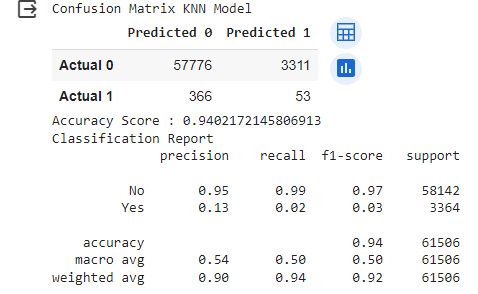 Confusion Matrix KNN Model
Predicted 0 Predicted 1
Actual 0 57776 3311
Actual 1 366 53
Accuracy Score : 0.9402172145806913
Classification Report
precision recall f1-score support
No 0.95 0.99 0.97 58142
Yes 0.13 0.02 0.03 3364
accuracy 0.94 61506
macro avg 0.54 0.50 0.50 61506
weighted avg 0.90 0.94 0.92 61506